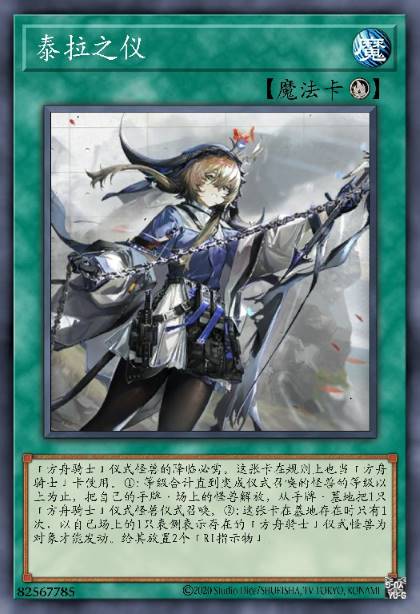 泰拉之仪
魔
【魔法卡】
「方舟骑士」仪式怪兽的降临必需。这张卡在规则上也当「方舟
骑士」卡使用。①:等级合计直到变成仪式召唤的怪兽的等级以
上为止,把自己的手牌·场上的怪兽解放,从手牌·墓地把1只
「方舟骑士」仪式怪兽仪式召唤。②:这张卡在墓地存在时只有1
次,以自己场上的1只表侧表示存在的「方舟骑士」仪式怪兽为
对象才能发动。给其放置2个「RI指示物」
82567785
©2020 Studio Dice/SHUEISHA, TV TOKYO, KONAMI